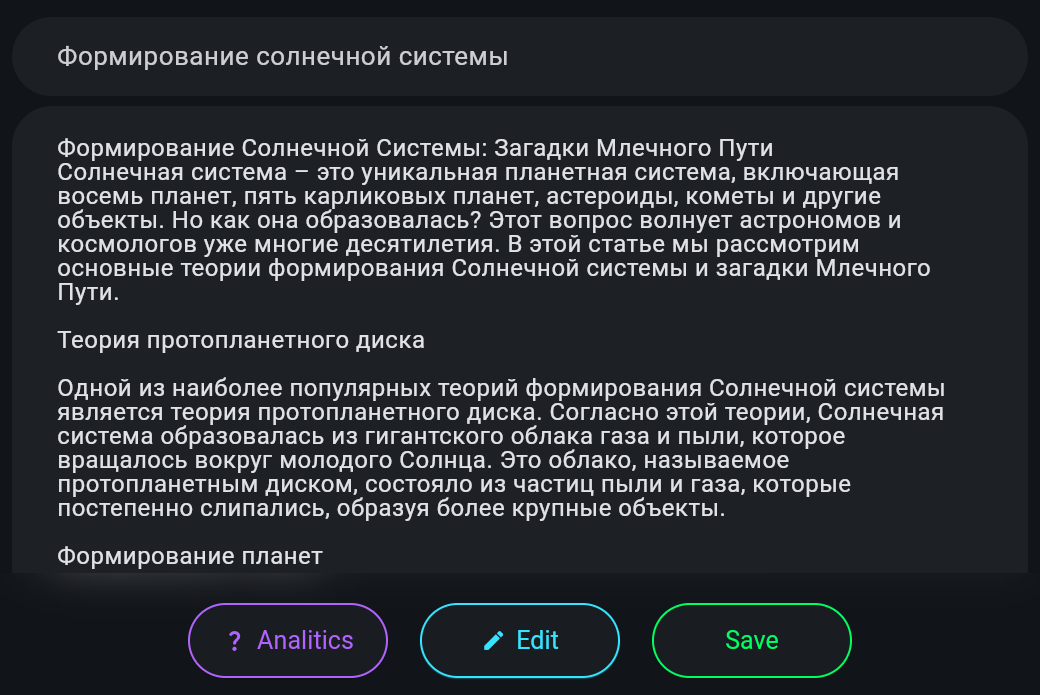 Формирование солнечной системы
Формирование Солнечной Системы: Загадки Млечного Пути
Солнечная система – это уникальная планетная система, включающая
восемь планет, пять карликовых планет, астероиды, кометы и другие
объекты. Но как она образовалась? Этот вопрос волнует астрономов и
космологов уже многие десятилетия. В этой статье мы рассмотрим
основные теории формирования Солнечной системы и загадки Млечного
Пути.
Теория протопланетного диска
Одной из наиболее популярных теорий формирования Солнечной системы
является теория протопланетного диска. Согласно этой теории, Солнечная
система образовалась из гигантского облака газа и пыли, которое
вращалось вокруг молодого Солнца. Это облако, называемое
протопланетным диском, состояло из частиц пыли и газа, которые
постепенно слипались, образуя более крупные объекты.
Формирование планет
? Analitics
Edit
Save